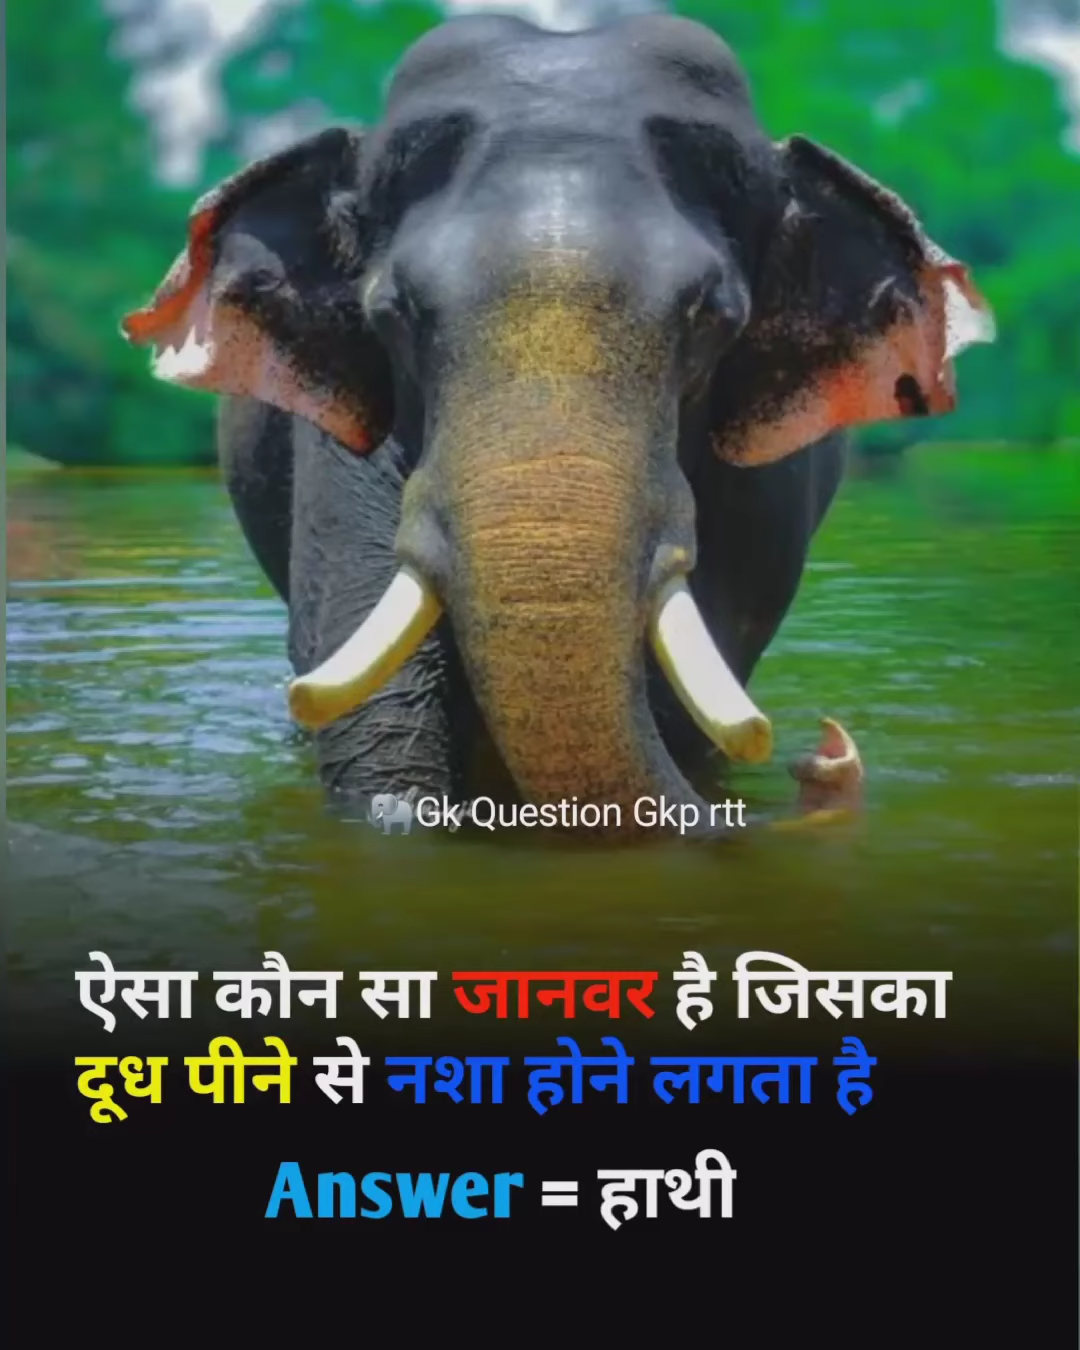 🐘Gk Question Gkp rtt
ऐसा कौन सा जानवर है जिसका
दूध पीने से नशा होने लगता है
Answer = हाथी